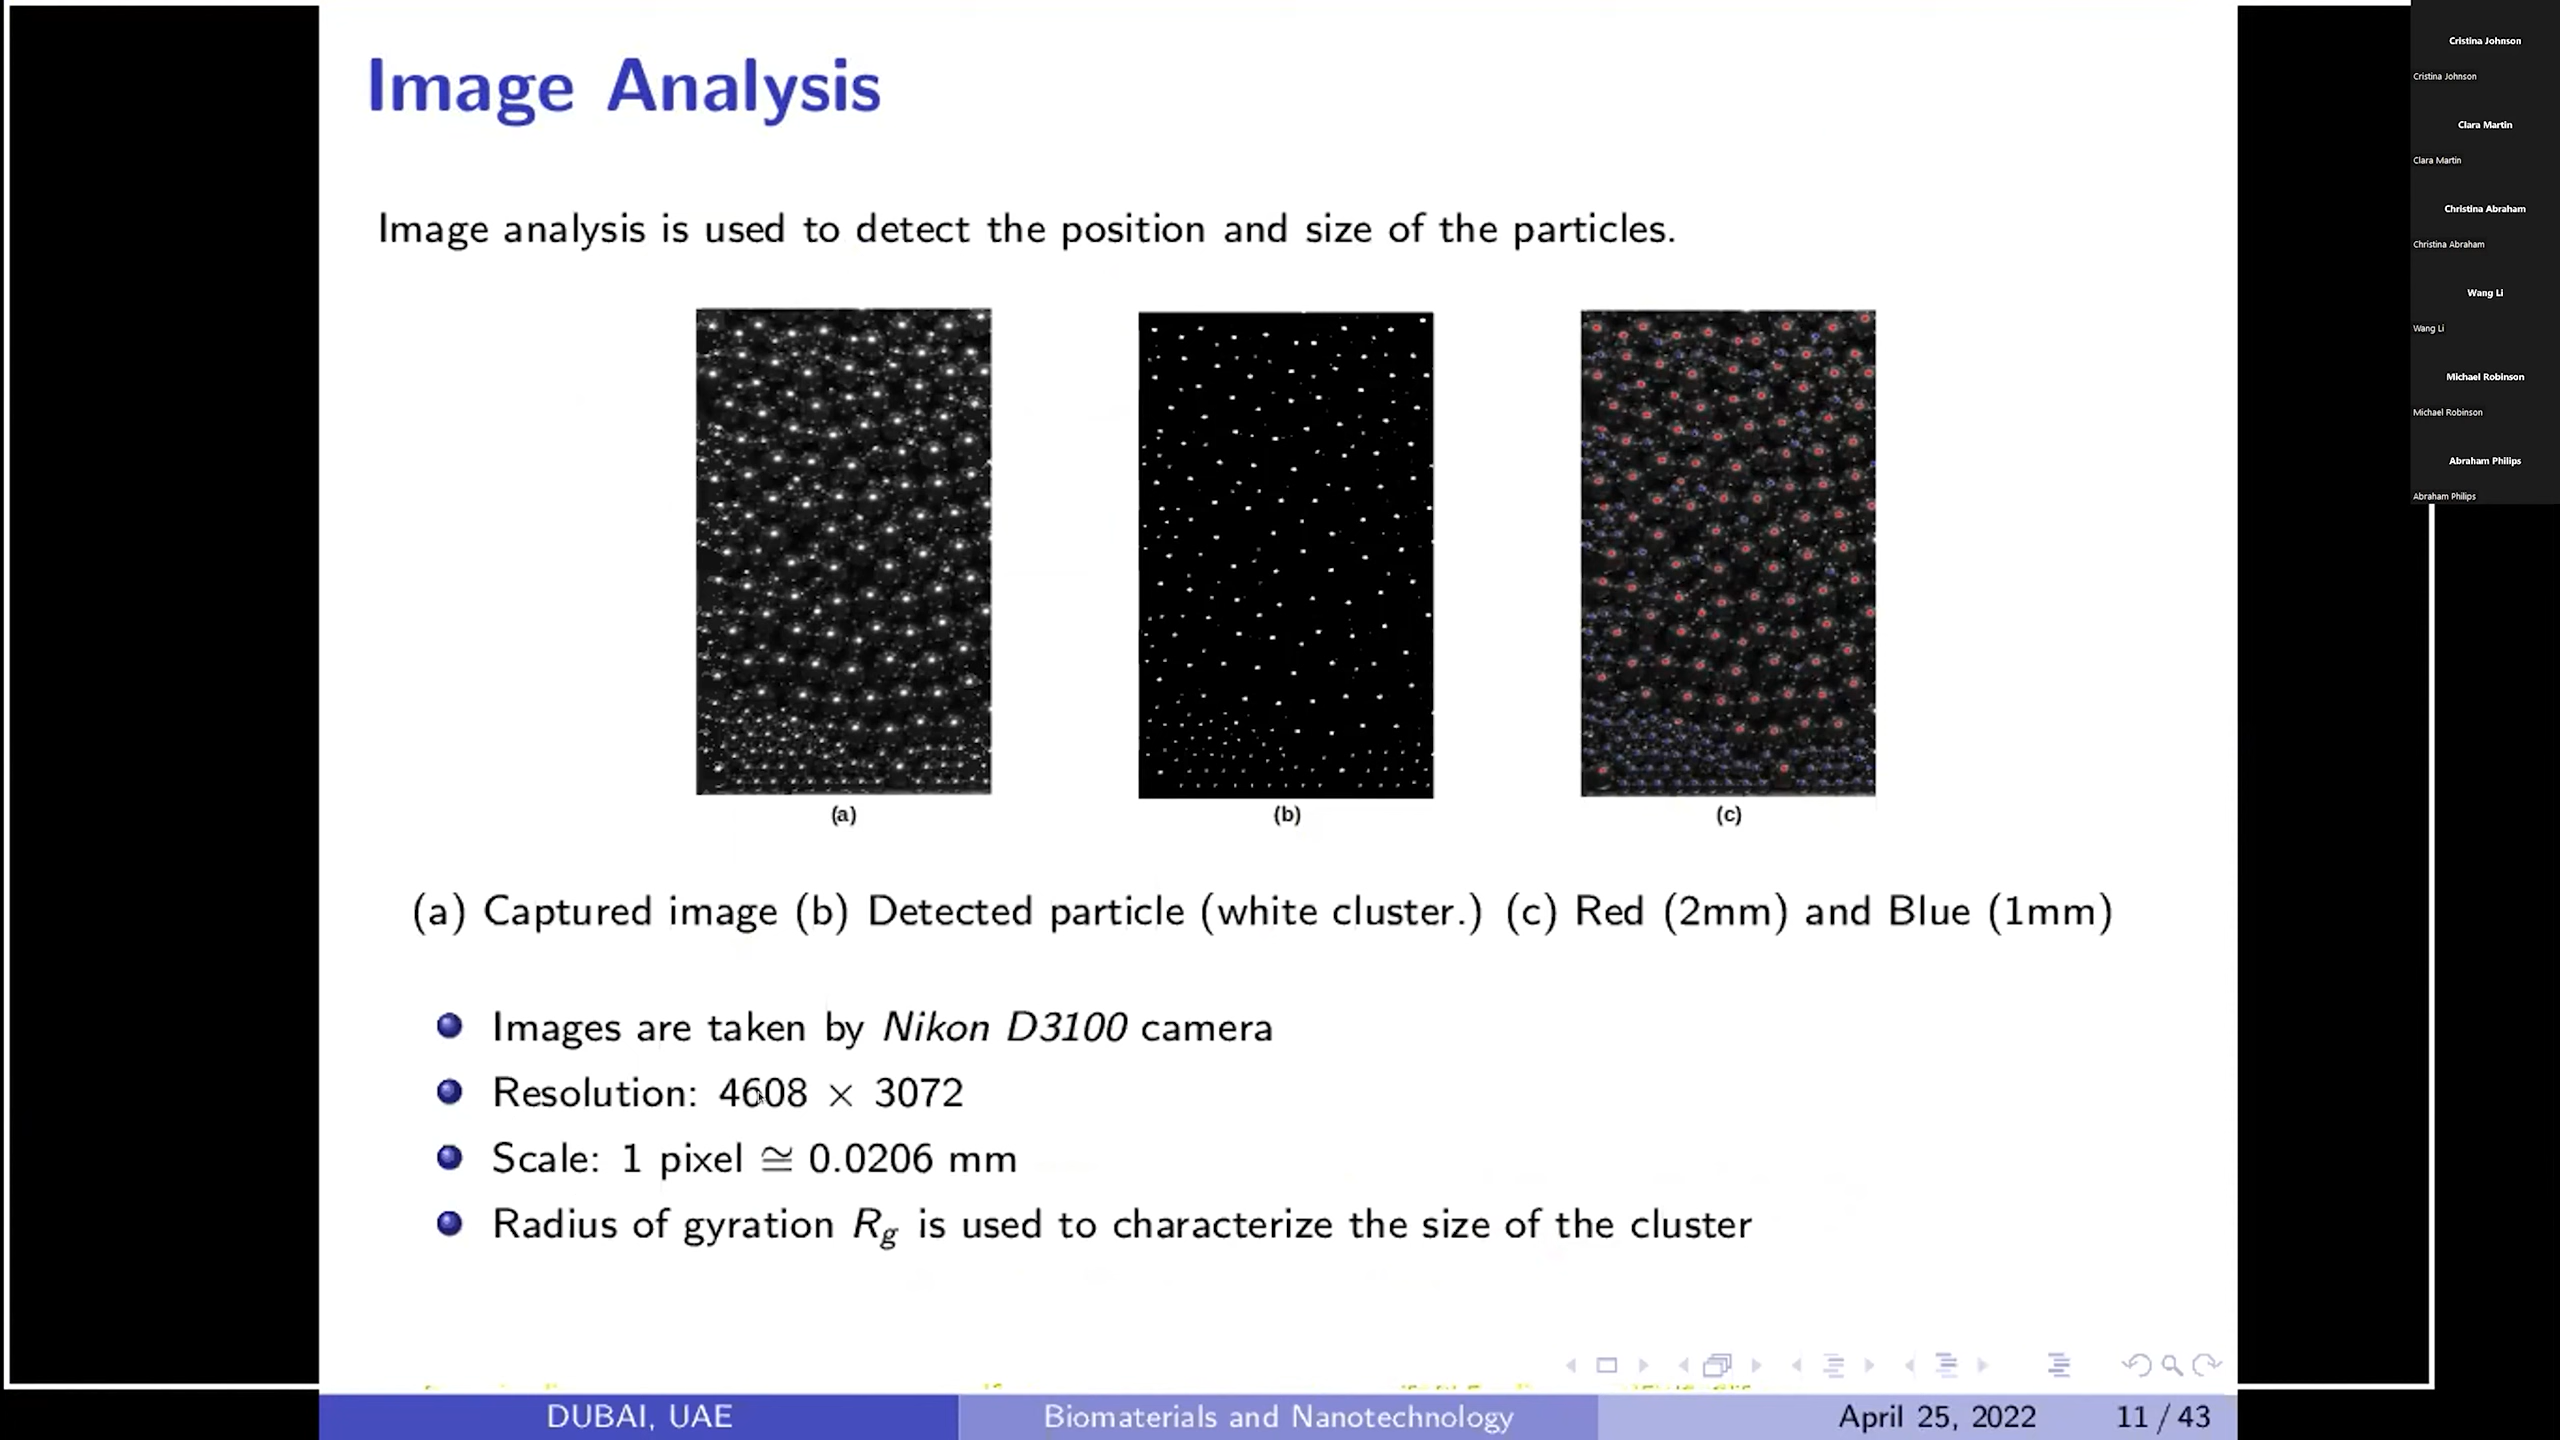 Image Analysis
Image analysis is used to detect the position and size of the particles.
(a)
(b)
(c)
(a) Captured image (b) Detected particle (white cluster.) (c) Red (2mm) and Blue (1mm)
Images are taken by Nikon D3100 camera
Resolution: 4608 × 3072
Scale: 1 pixel ≅ 0.0206 mm
Radius of gyration Rg is used to characterize the size of the cluster
DUBAI, UAE
Biomaterials and Nanotechnology
April 25, 2022
11 / 43
Cristina Johnson
Cristina Johnson
Clara Martin
Clara Martin
Christina Abraham
Christina Abraham
Wang Li
Wang Li
Michael Robinson
Michael Robinson
Abraham Philips
Abraham Philips